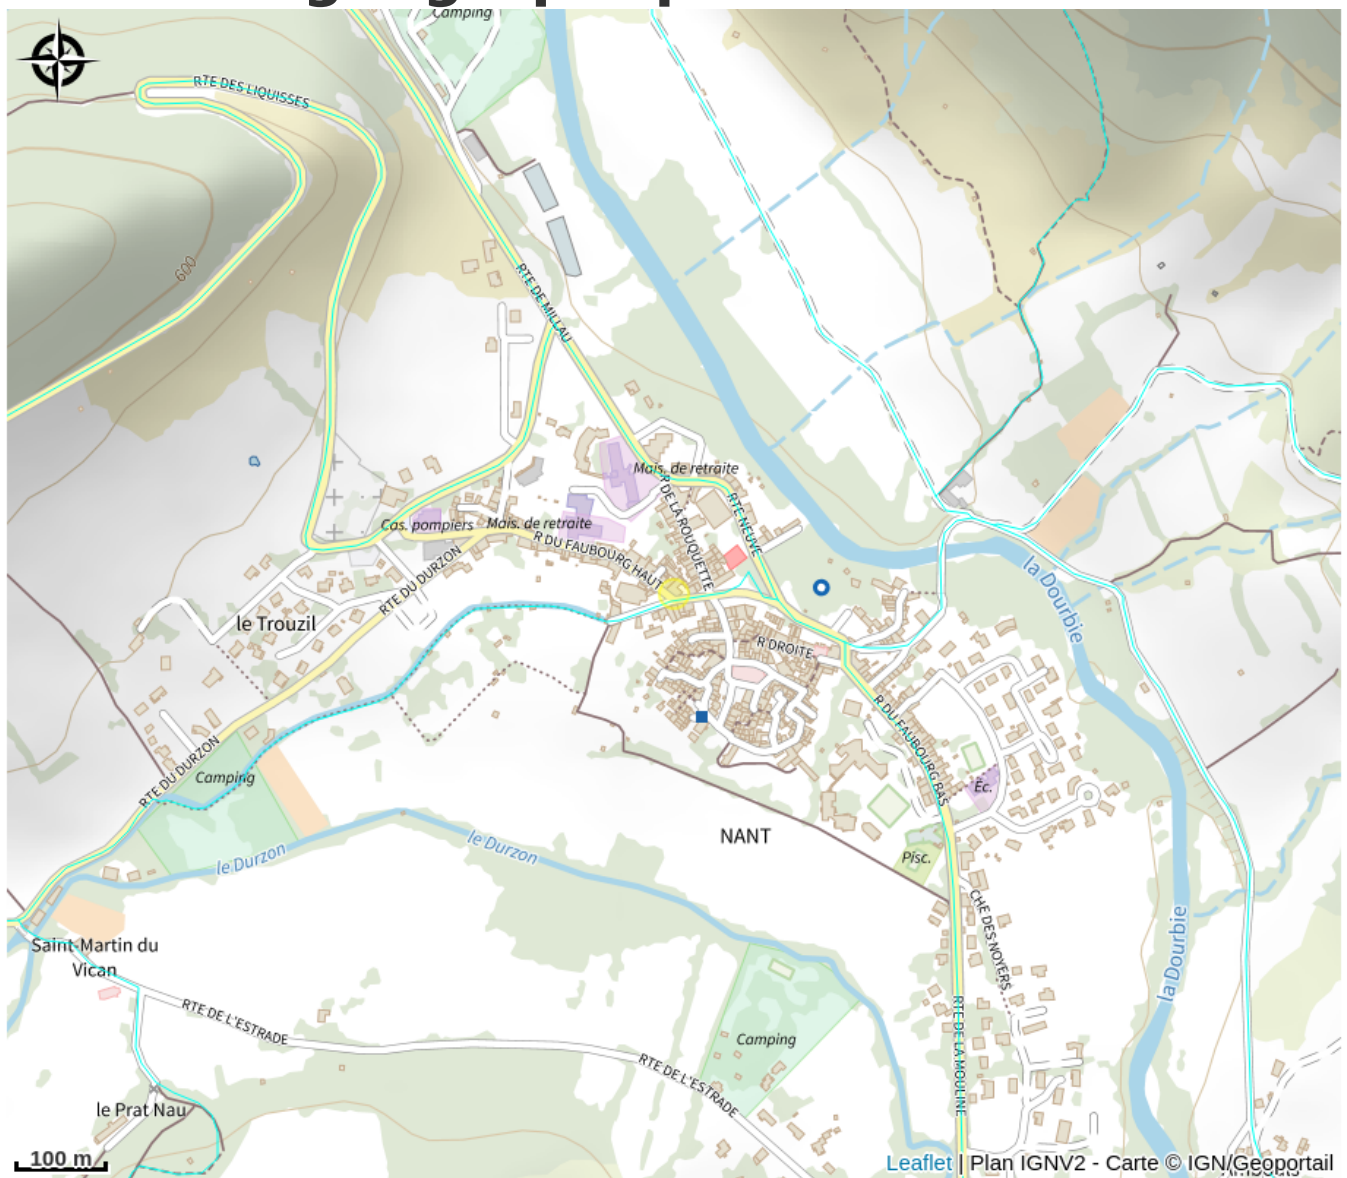 Camping
RTE DES LIQUISSES
600
RTE DE MILLAU
Mais. de retraite
R DE LA ROUQUETTE
RTE NEUVE
Cas. pompiers
Mais. de retraite
R DU FAUBOURG HAUT
RTE DU DURZON
la Dourbie
le Trouzil
R DROITE
R DU FAUBOURG BAS
RTE DU DURZON
Camping
Éc.
NANT
le Durzon
le Durzon
Pisc.
CHE DES NOYERS
Saint-Martin du
Vican
la Dourbie
RTE DE L'ESTRADE
RTE DE LA MOULINE
Camping
RTE DE L'ESTRADE
le Prat Nau
100 m
Leaflet | Plan IGNV2 - Carte © IGN/Geoportail